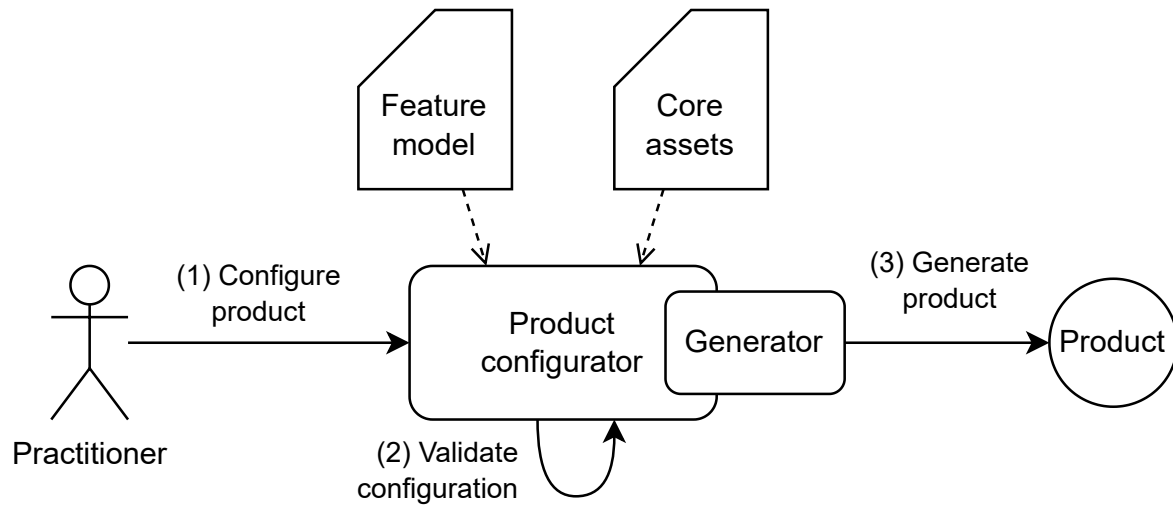 Feature
model
Core
assets
(1) Configure
product
(3) Generate
product
Product
configurator
Generator
Product
Practitioner
(2) Validate
configuration